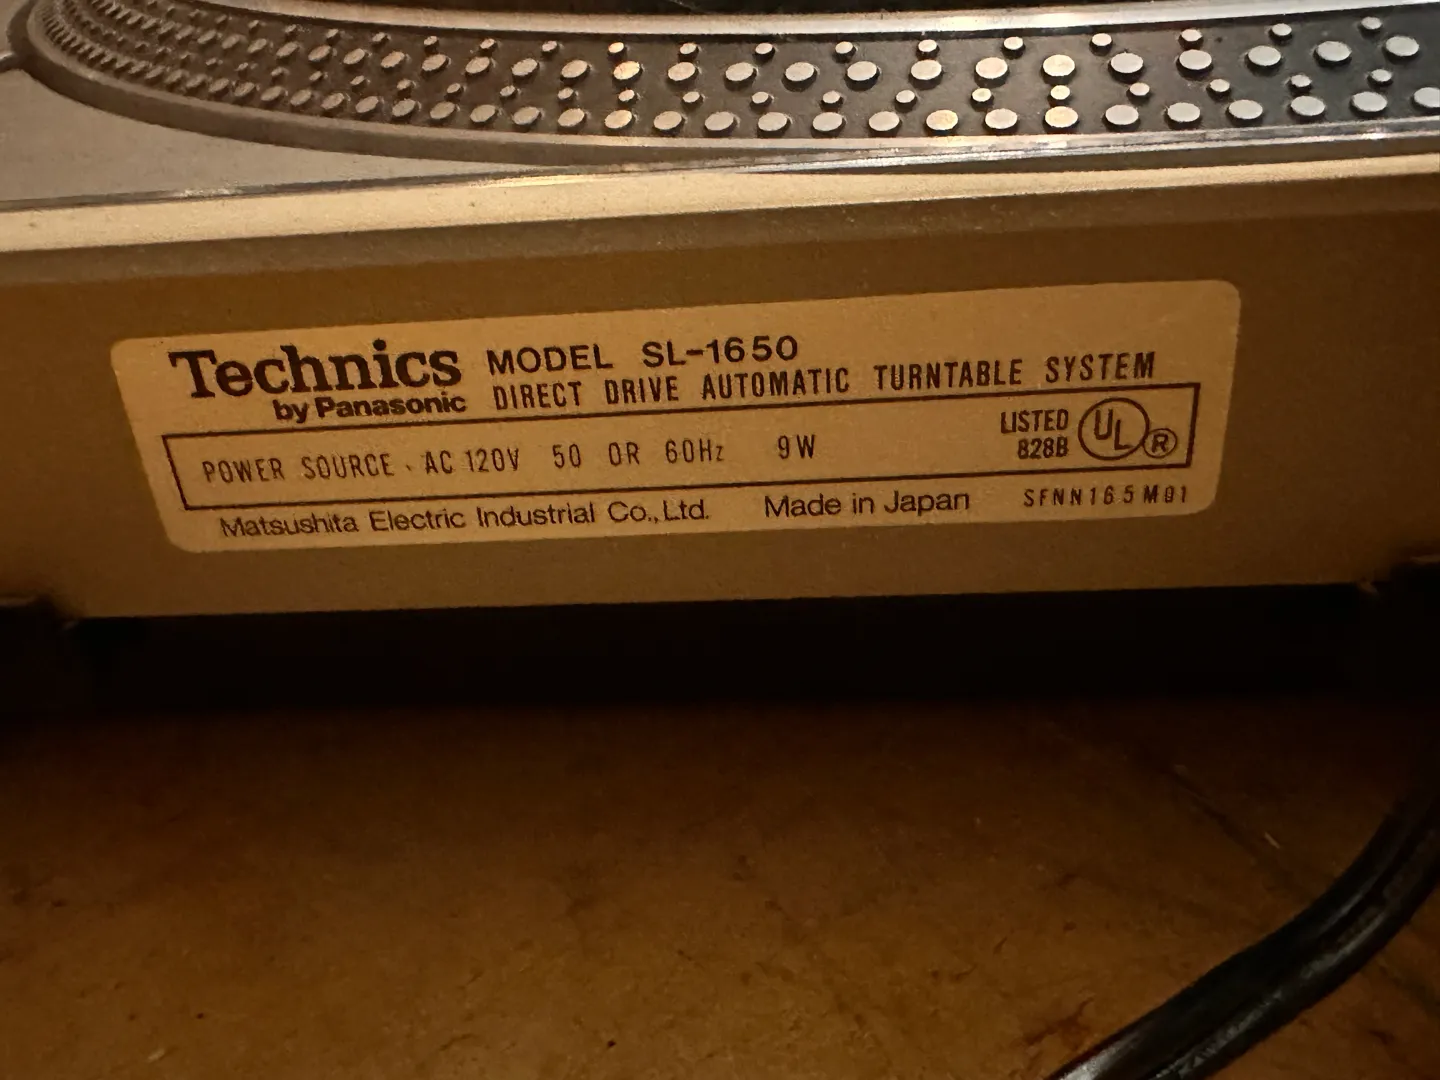 Technics MODEL SL-1650
by Panasonic DIRECT DRIVE AUTOMATIC TURNTABLE SYSTEM
POWER SOURCE · AC 120V 50 OR 60Hz 9W LISTED 828B UL ®
Matsushita Electric Industrial Co., Ltd. Made in Japan SFNN165M01